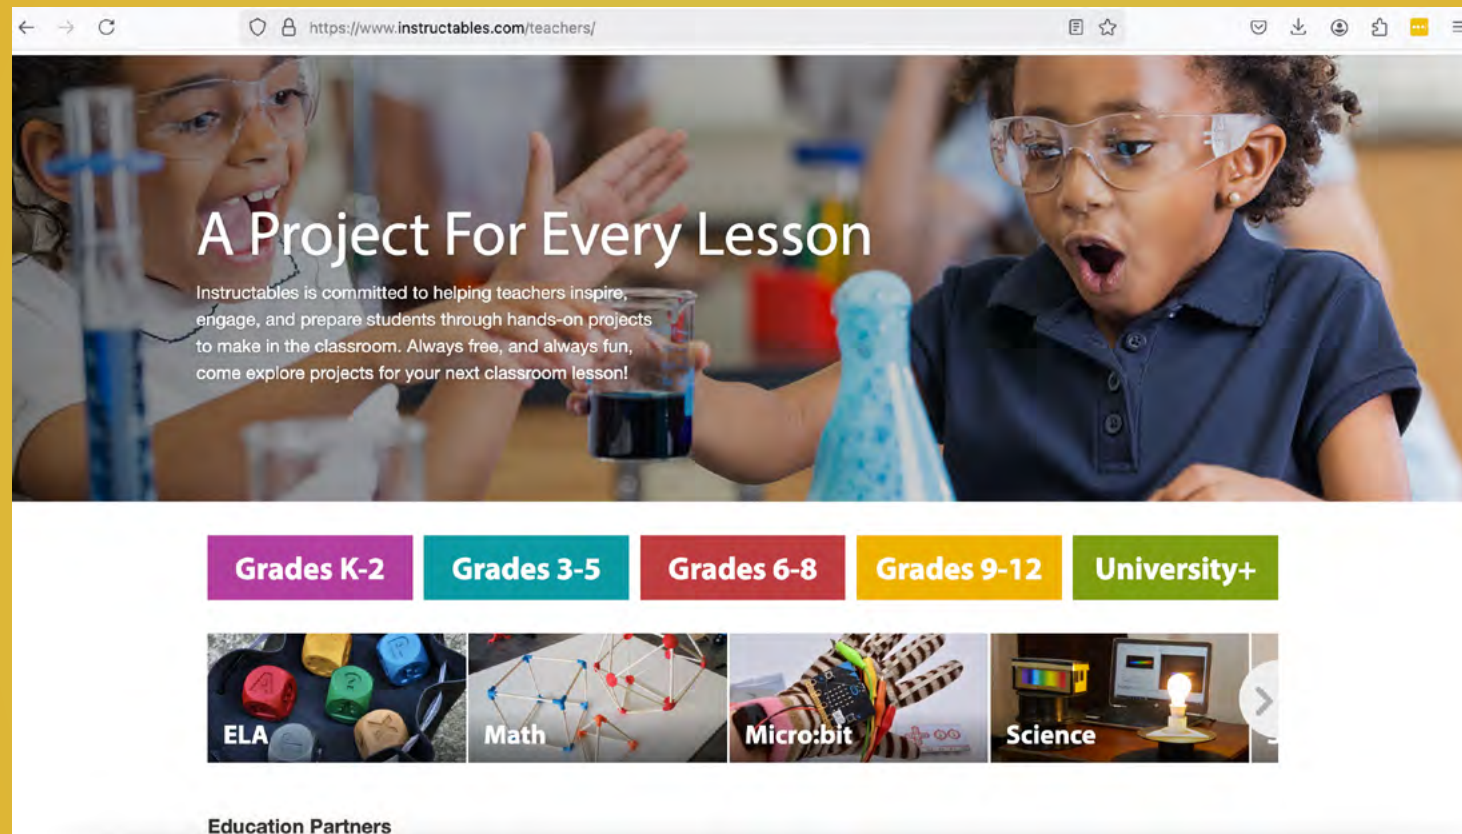 https://www.instructables.com/teachers/
A Project For Every Lesson
Instructables is committed to helping teachers inspire,
engage, and prepare students through hands-on projects
to make in the classroom. Always free, and always fun,
come explore projects for your next classroom lesson!
Grades K-2
Grades 3-5
Grades 6-8
Grades 9-12
University+
ELA
Math
Micro:bit
Science
Education Partners